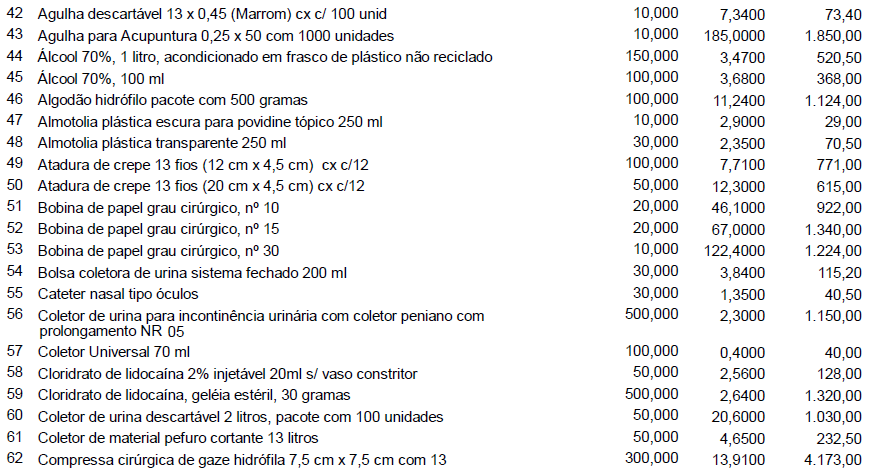 42 Agulha descartável 13 x 0,45 (Marrom) cx c/ 100 unid 10,000 7,3400 73,40
43 Agulha para Acupuntura 0,25 x 50 com 1000 unidades 10,000 185,0000 1.850,00
44 Álcool 70%, 1 litro, acondicionado em frasco de plástico não reciclado 150,000 3,4700 520,50
45 Álcool 70%, 100 ml 100,000 3,6800 368,00
46 Algodão hidrófilo pacote com 500 gramas 100,000 11,2400 1.124,00
47 Almotolia plástica escura para povidine tópico 250 ml 10,000 2,9000 29,00
48 Almotolia plástica transparente 250 ml 30,000 2,3500 70,50
49 Atadura de crepe 13 fios (12 cm x 4,5 cm) cx c/12 100,000 7,7100 771,00
50 Atadura de crepe 13 fios (20 cm x 4,5 cm) cx c/12 50,000 12,3000 615,00
51 Bobina de papel grau cirúrgico, nº 10 20,000 46,1000 922,00
52 Bobina de papel grau cirúrgico, nº 15 20,000 67,0000 1.340,00
53 Bobina de papel grau cirúrgico, nº 30 10,000 122,4000 1.224,00
54 Bolsa coletora de urina sistema fechado 200 ml 30,000 3,8400 115,20
55 Cateter nasal tipo óculos 30,000 1,3500 40,50
56 Coletor de urina para incontinência urinária com coletor peniano com 500,000 2,3000 1.150,00
prolongamento NR 05
57 Coletor Universal 70 ml 100,000 0,4000 40,00
58 Cloridrato de lidocaína 2% injetável 20ml s/ vaso constritor 50,000 2,5600 128,00
59 Cloridrato de lidocaína, geléia estéril, 30 gramas 500,000 2,6400 1.320,00
60 Coletor de urina descartável 2 litros, pacote com 100 unidades 50,000 20,6000 1.030,00
61 Coletor de material pefuro cortante 13 litros 50,000 4,6500 232,50
62 Compressa cirúrgica de gaze hidrófila 7,5 cm x 7,5 cm com 13 300,000 13,9100 4.173,00